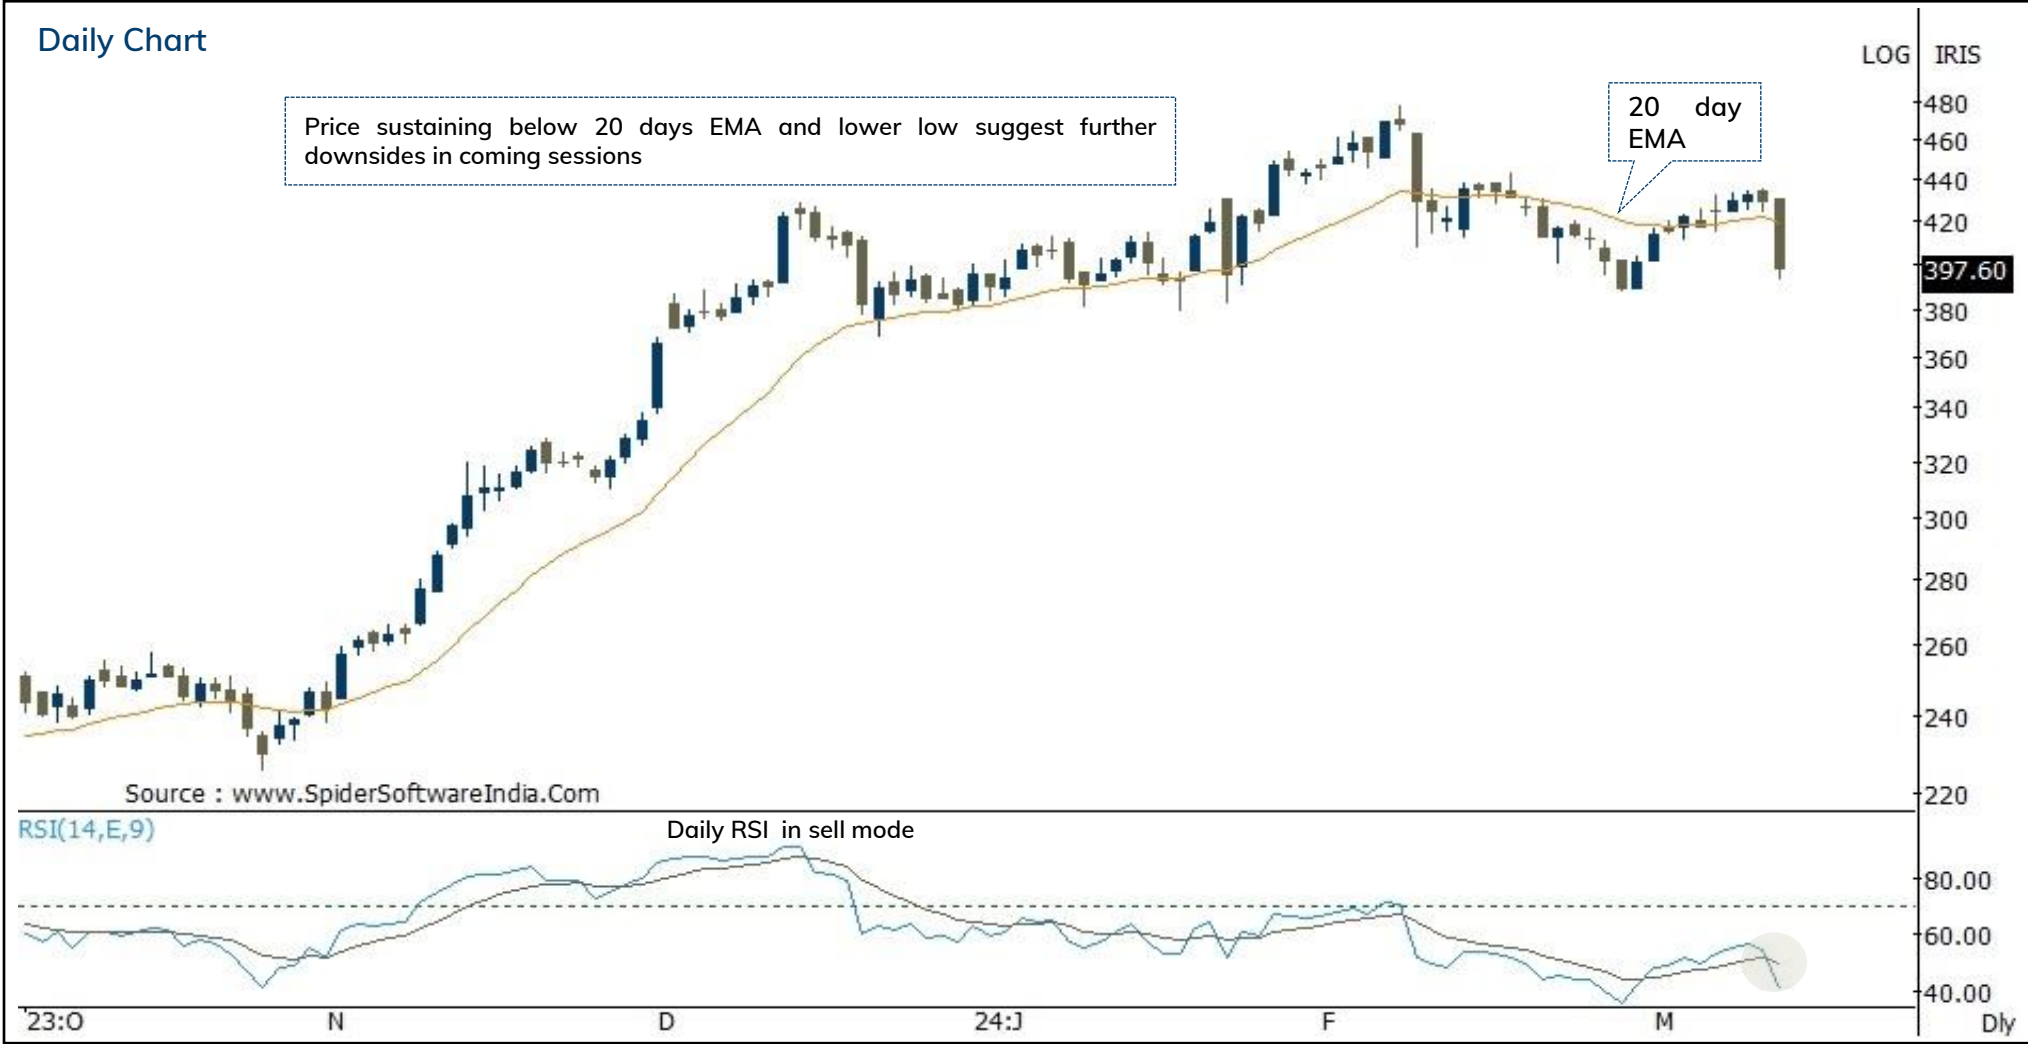 Daily Chart
LOG IRIS
Price sustaining below 20 days EMA and lower low suggest further
downsides in coming sessions
20 day
EMA
480
460
440
420
397.60
380
360
340
320
300
280
260
240
220
Source : www.SpiderSoftwareIndia.Com
RSI(14,E,9)
Daily RSI in sell mode
80.00
60.00
40.00
23:O N D 24:J F M Dly